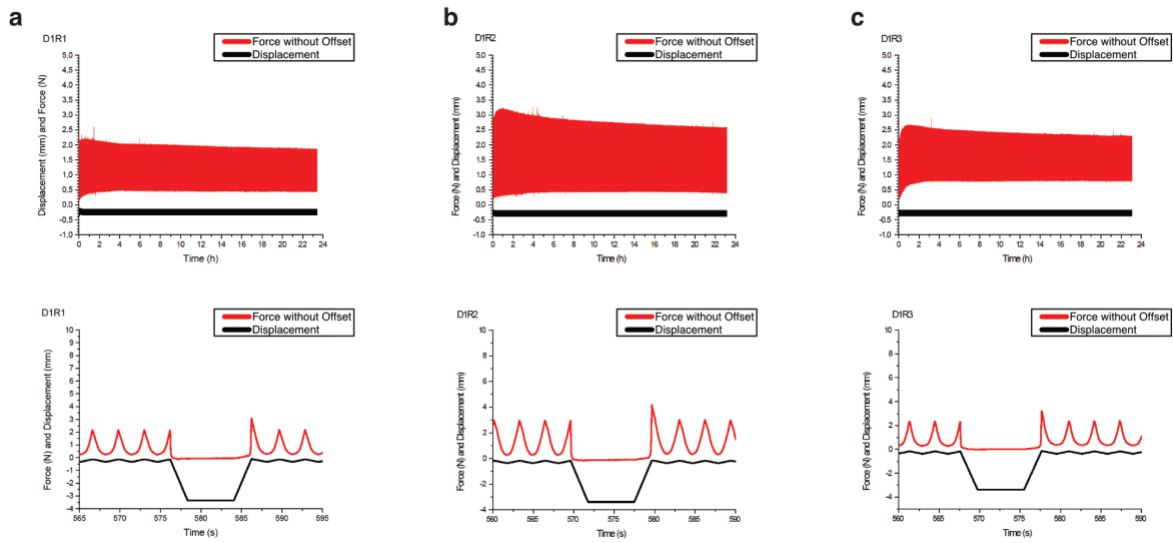 a
D1R1
Force without Offset
Displacement
Displacement (mm) and Force (N)
5.0
4.5
4.0
3.5
3.0
2.5
2.0
1.5
1.0
0.5
0.0
-0.5
-1.0
0 2 4 6 8 10 12 14 16 18 20 22 24
Time (h)
b
D1R2
Force without Offset
Displacement
Force (N) and Displacement (mm)
5.0
4.5
4.0
3.5
3.0
2.5
2.0
1.5
1.0
0.5
0.0
-0.5
-1.0
0 2 4 6 8 10 12 14 16 18 20 22 24
Time (h)
c
D1R3
Force without Offset
Displacement
Force (N) and Displacement (mm)
5.0
4.5
4.0
3.5
3.0
2.5
2.0
1.5
1.0
0.5
0.0
-0.5
-1.0
0 2 4 6 8 10 12 14 16 18 20 22 24
Time (h)
D1R1
Force without Offset
Displacement
Force (N) and Displacement (mm)
10
9
8
7
6
5
4
3
2
1
0
-1
-2
-3
-4
565 570 575 580 585 590 595
Time (s)
D1R2
Force without Offset
Displacement
Force (N) and Displacement (mm)
10
8
6
4
2
0
-2
-4
560 565 570 575 580 585 590
Time (s)
D1R3
Force without Offset
Displacement
Force (N) and Displacement (mm)
10
8
6
4
2
0
-2
-4
560 565 570 575 580 585 590
Time (s)